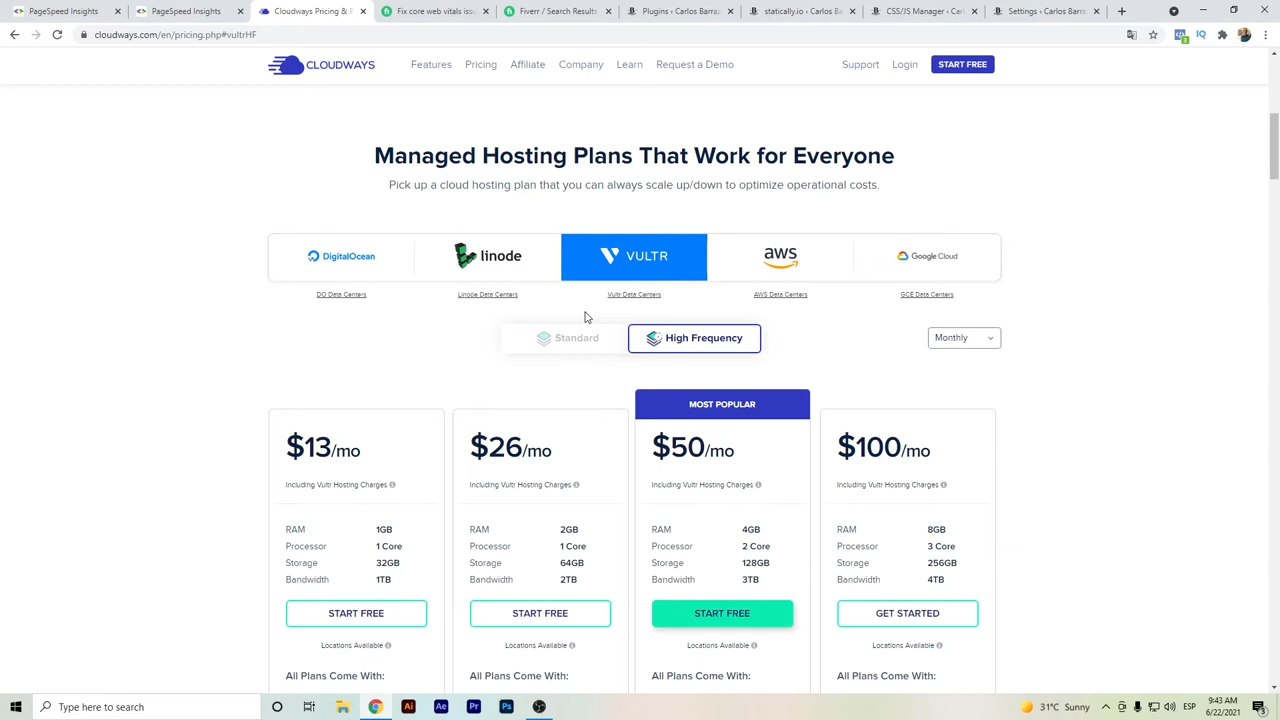 PageSpeed Insights
PageSpeed Insights
Cloudways Pricing & F
Fix core web vitals issu
Fiverr / Search Results
Plugins ‹ Carlos Barraz
statically.io ‹ Carlos Ba
CSS/JS Manager ‹ Carl
Settings ‹ Carlos Barra
cloudways.com/en/pricing.php#vultrHF
CLOUDWAYS
Features
Pricing
Affiliate
Company
Learn
Request a Demo
Support
Login
START FREE
Managed Hosting Plans That Work for Everyone
Pick up a cloud hosting plan that you can always scale up/down to optimize operational costs.
DigitalOcean
linode
VULTR
aws
Google Cloud
DO Data Centers
Linode Data Centers
Vultr Data Centers
AWS Data Centers
GCE Data Centers
Standard
High Frequency
Monthly
MOST POPULAR
$13/mo
Including Vultr Hosting Charges
RAM 1GB
Processor 1 Core
Storage 32GB
Bandwidth 1TB
START FREE
Locations Available
All Plans Come With:
$26/mo
Including Vultr Hosting Charges
RAM 2GB
Processor 1 Core
Storage 64GB
Bandwidth 2TB
START FREE
Locations Available
All Plans Come With:
$50/mo
Including Vultr Hosting Charges
RAM 4GB
Processor 2 Core
Storage 128GB
Bandwidth 3TB
START FREE
Locations Available
All Plans Come With:
$100/mo
Including Vultr Hosting Charges
RAM 8GB
Processor 3 Core
Storage 256GB
Bandwidth 4TB
GET STARTED
Locations Available
All Plans Come With:
Type here to search
Ai
Ae
Pr
Ps
31°C Sunny
ESP
9:43 AM
6/22/2021